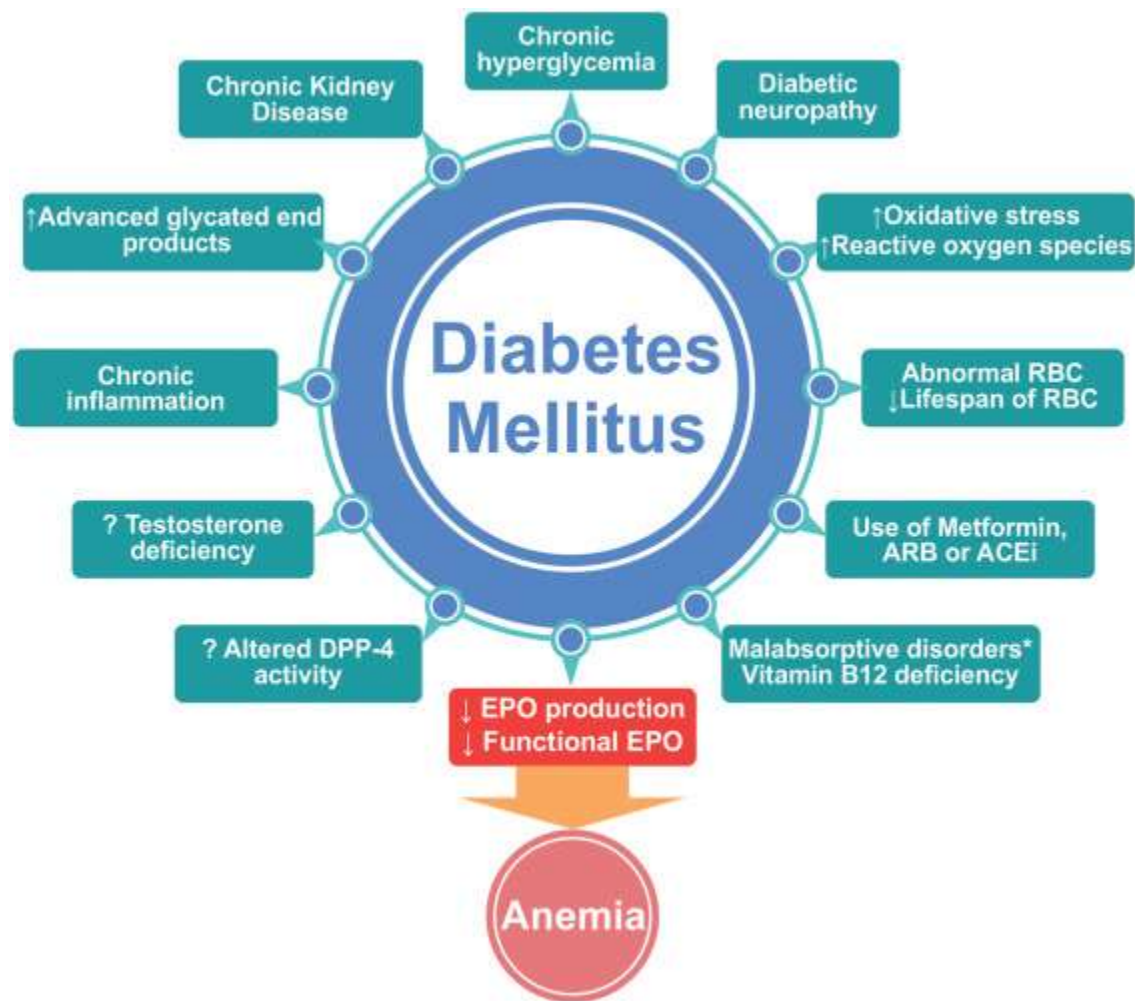 Chronic
hyperglycemia
Chronic Kidney
Disease
Diabetic
neuropathy
↑Advanced glycated end
products
↑Oxidative stress
↑Reactive oxygen species
Diabetes
Mellitus
Chronic
inflammation
Abnormal RBC
↓Lifespan of RBC
? Testosterone
deficiency
Use of Metformin,
ARB or ACEi
? Altered DPP-4
activity
Malabsorptive disorders*
Vitamin B12 deficiency
↓ EPO production
↓ Functional EPO
Anemia